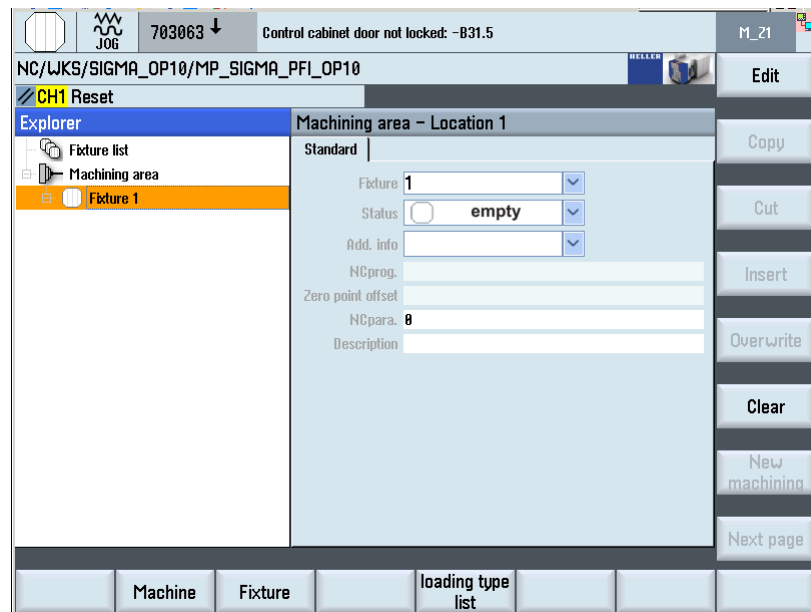 JOG
703063
Control cabinet door not locked: -B31.5
M_Z1
NC/WKS/SIGMA_OP10/MP_SIGMA_PFI_OP10
HELLER
Edit
CH1 Reset
Explorer
Machining area - Location 1
Fixture list
Standard
Copy
Machining area
Fixture 1
Fixture 1
Status empty
Cut
Add. info
NCprog.
Insert
Zero point offset
NCpara. 0
Description
Overwrite
Clear
New
machining
Next page
Machine
Fixture
loading type
list